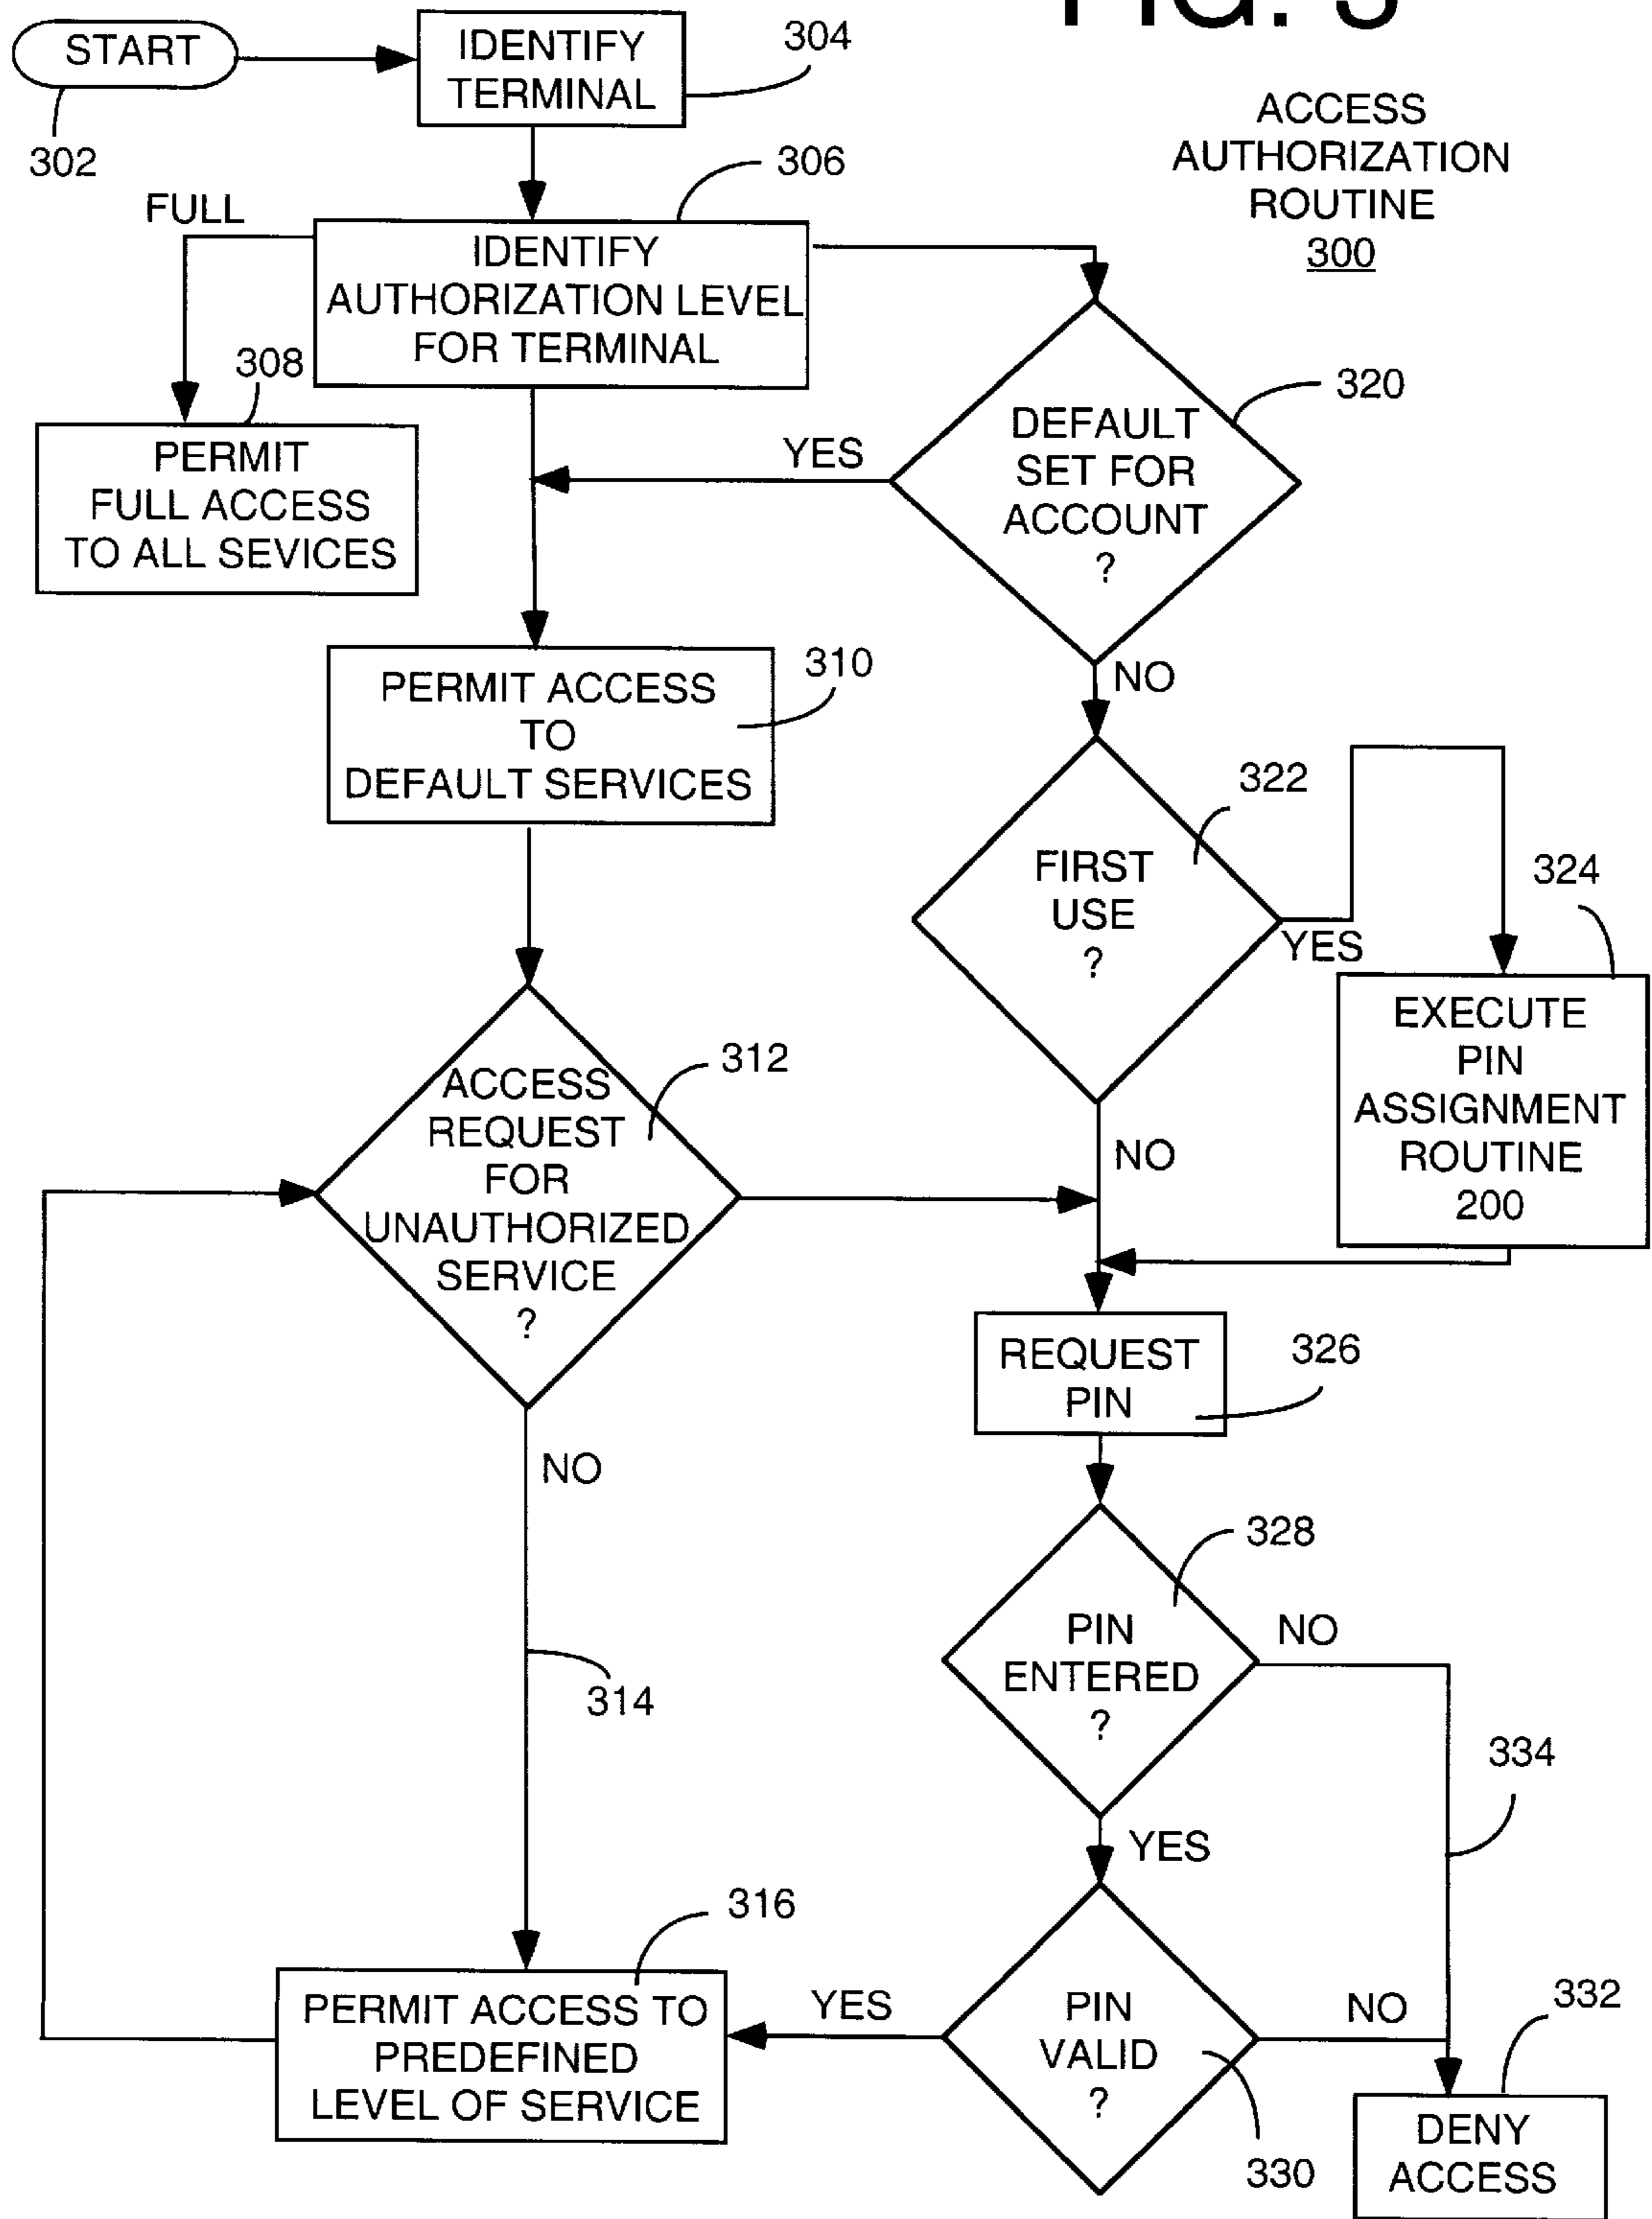 FIG. 3
START
IDENTIFY
TERMINAL
304
302
ACCESS
AUTHORIZATION
ROUTINE
300
306
FULL
IDENTIFY
AUTHORIZATION LEVEL
FOR TERMINAL
308
PERMIT
FULL ACCESS
TO ALL SEVICES
320
DEFAULT
SET FOR
ACCOUNT
?
YES
NO
310
PERMIT ACCESS
TO
DEFAULT SERVICES
322
FIRST
USE
?
YES
NO
324
EXECUTE
PIN
ASSIGNMENT
ROUTINE
200
312
ACCESS
REQUEST
FOR
UNAUTHORIZED
SERVICE
?
NO
314
REQUEST
PIN
326
328
PIN
ENTERED
?
NO
YES
334
316
PERMIT ACCESS TO
PREDEFINED
LEVEL OF SERVICE
YES
PIN
VALID
?
NO
330
332
DENY
ACCESS